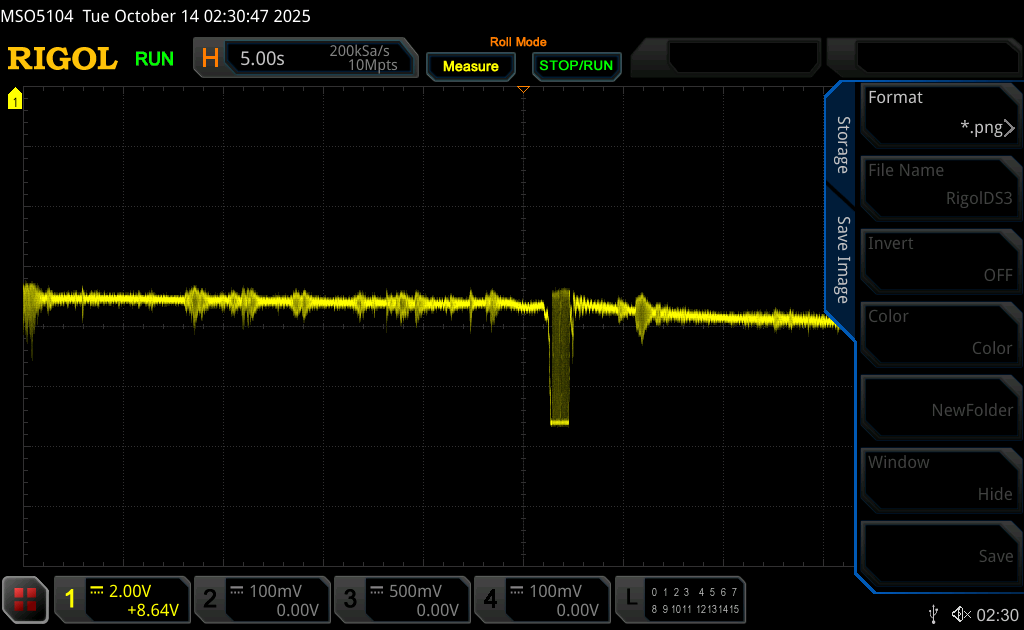 MSO5104 Tue October 14 02:30:47 2025
RIGOL RUN H 5.00s 200kSa/s 10Mpts Roll Mode Measure STOP/RUN
1
Storage
Save Image
Format
*.png
File Name
RigolDS3
Invert
OFF
Color
Color
NewFolder
Window
Hide
Save
1 2.00V +8.64V
2 100mV 0.00V
3 500mV 0.00V
4 100mV 0.00V
L 0 1 2 3 4 5 6 7
8 9 10 11 12 13 14 15
02:30